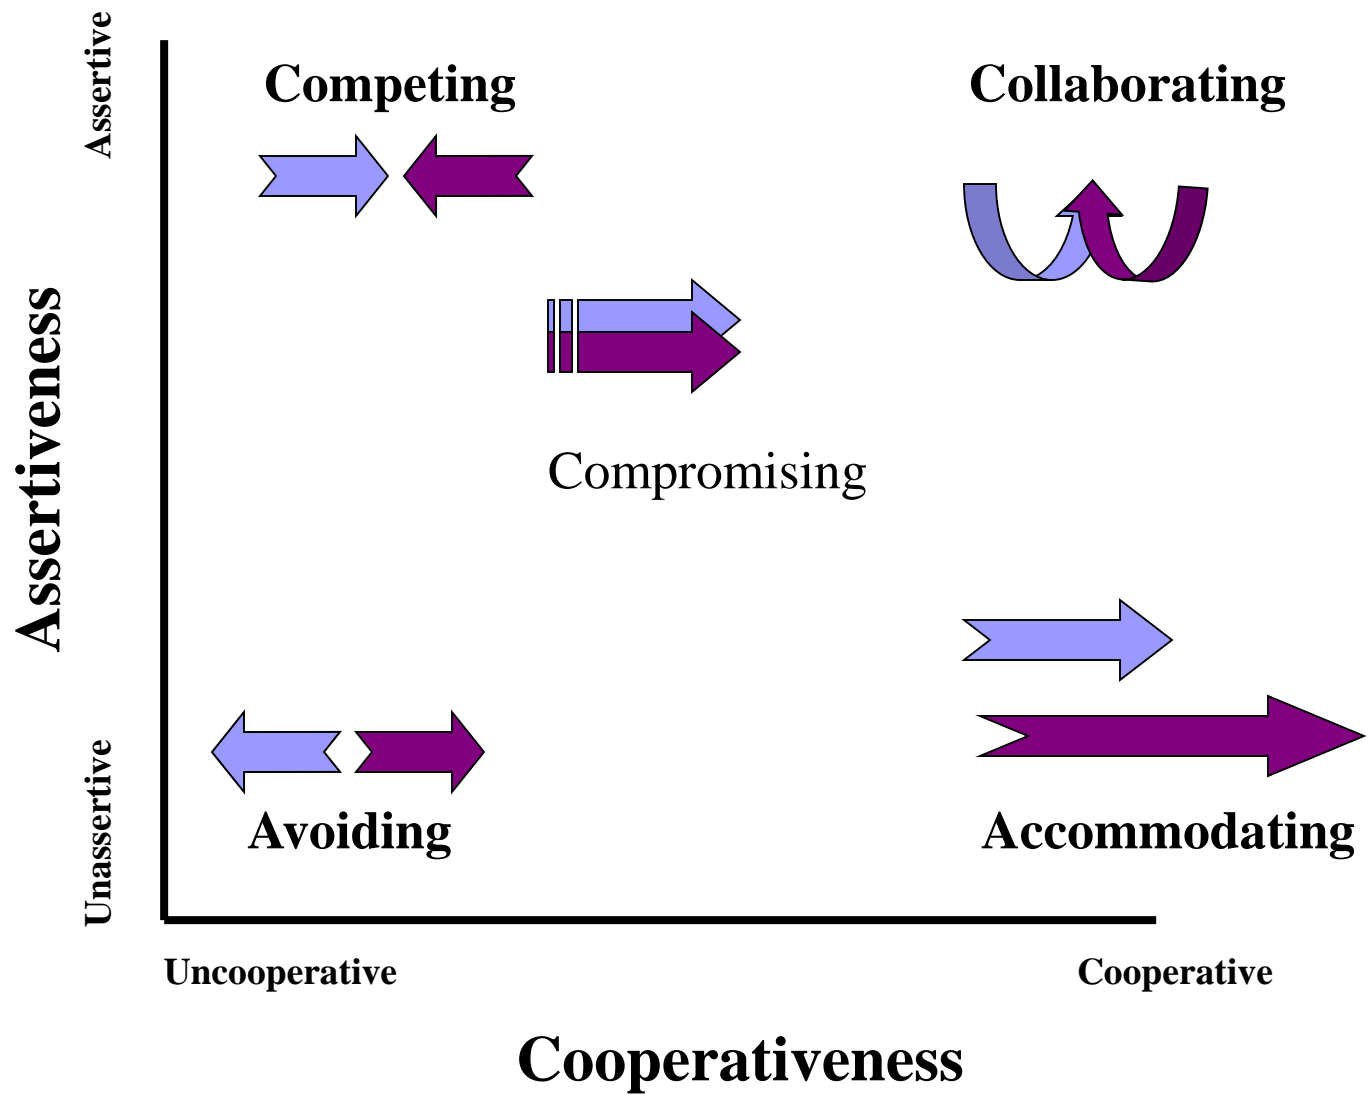 Assertive
Competing
Collaborating
Assertiveness
Compromising
Unassertive
Avoiding
Accommodating
Uncooperative
Cooperative
Cooperativeness